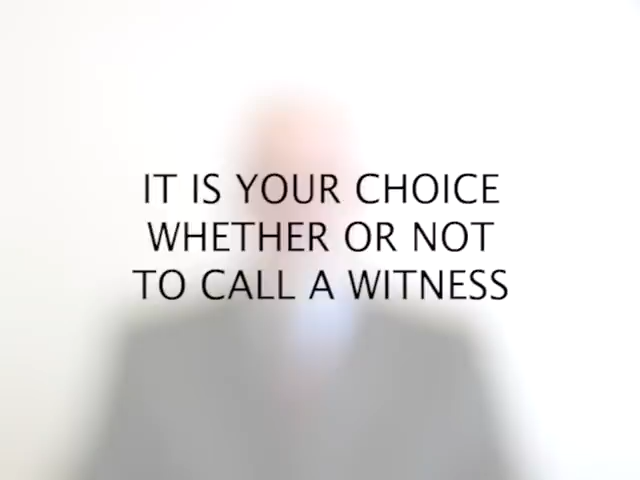 IT IS YOUR CHOICE
WHETHER OR NOT
TO CALL A WITNESS